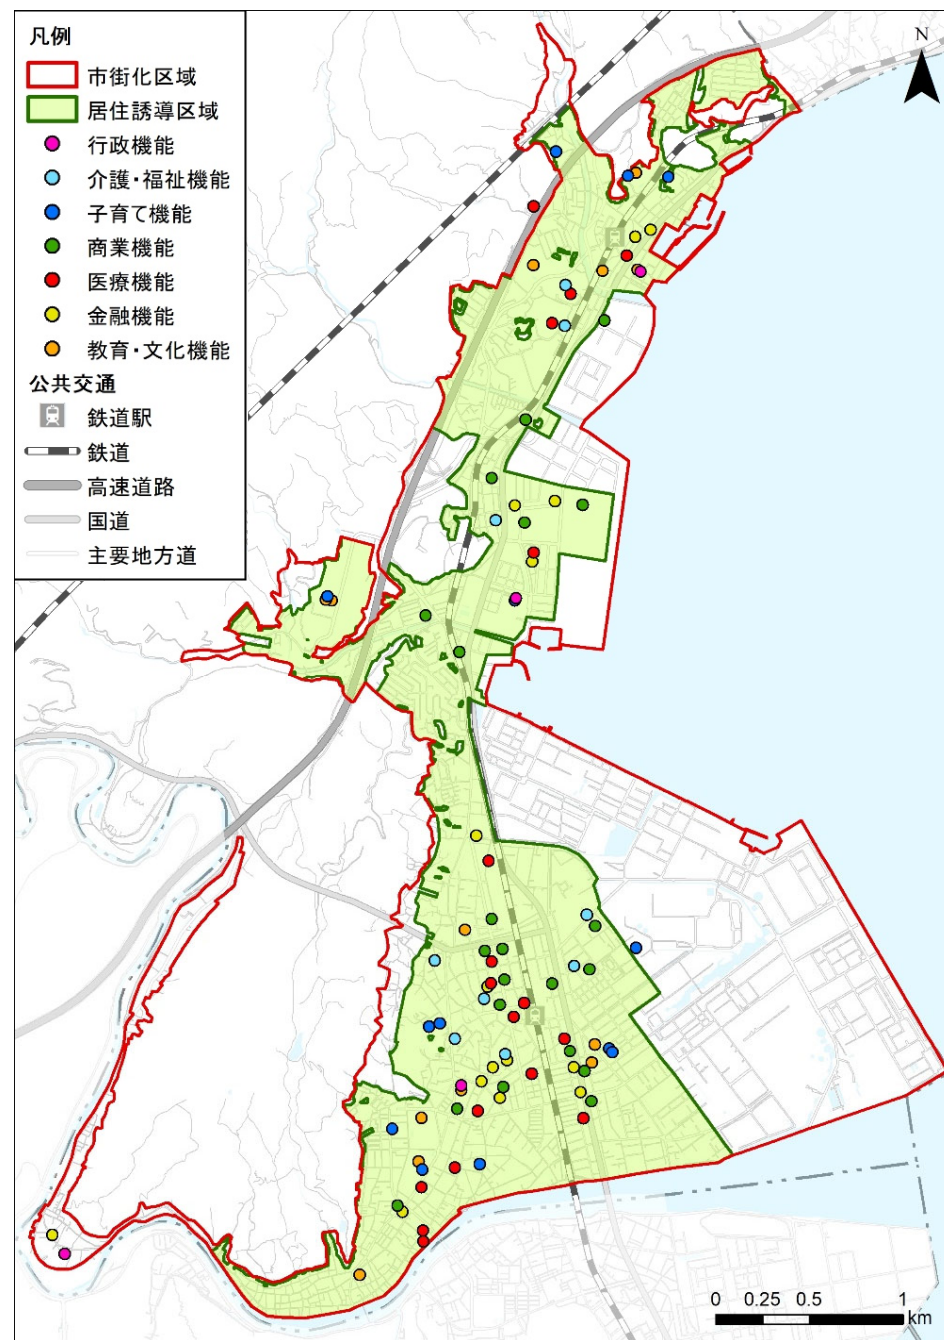 凡例
市街化区域
居住誘導区域
行政機能
介護・福祉機能
子育て機能
商業機能
医療機能
金融機能
教育・文化機能
公共交通
鉄道駅
鉄道
高速道路
国道
主要地方道
N
0 0.25 0.5 1
km